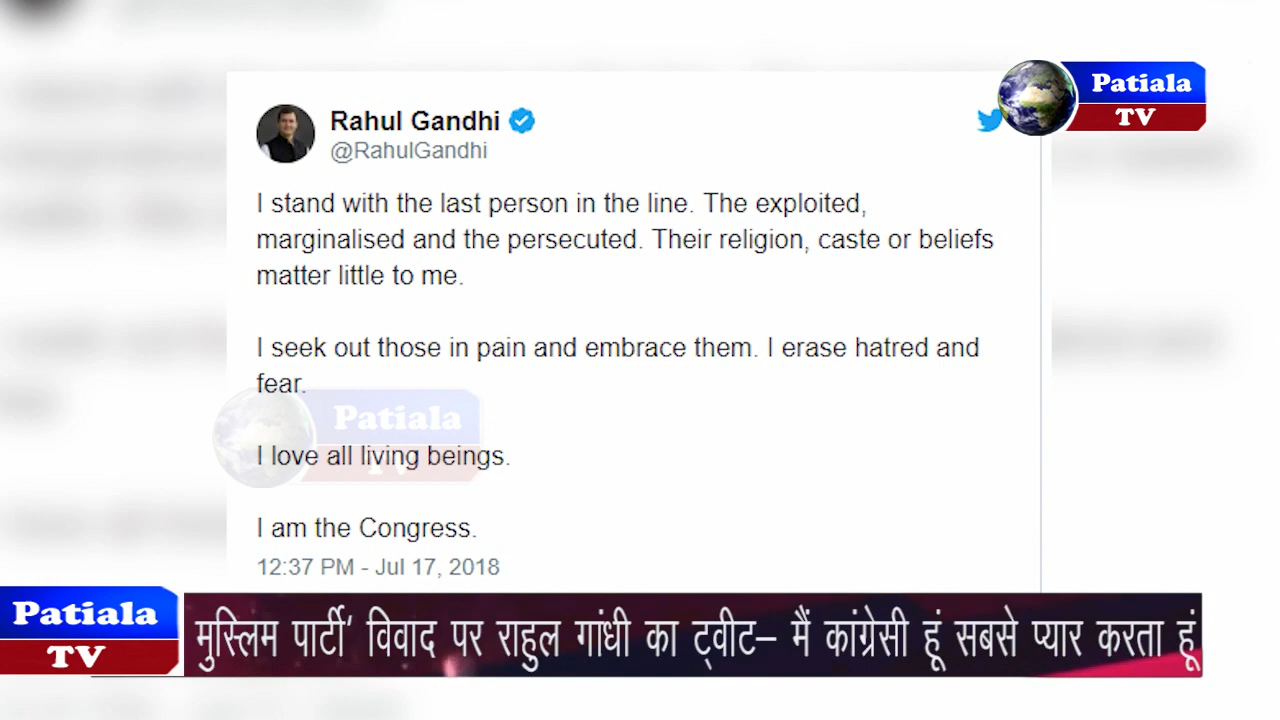 Patiala
TV
Rahul Gandhi
@RahulGandhi
I stand with the last person in the line. The exploited,
marginalised and the persecuted. Their religion, caste or beliefs
matter little to me.
I seek out those in pain and embrace them. I erase hatred and
fear.
Patiala
TV
I love all living beings.
I am the Congress.
12:37 PM - Jul 17, 2018
Patiala
TV
मुस्लिम पार्टी’ विवाद पर राहुल गांधी का ट्वीट– मैं कांग्रेसी हूं सबसे प्यार करता हूं